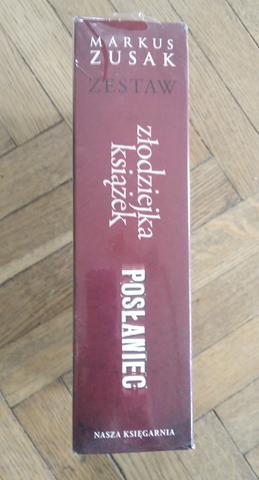 MARKUS
ZUSAK
ZESTAW
złodziejka
książek
POSŁANIEC
NASZA KSIĘGARNIA